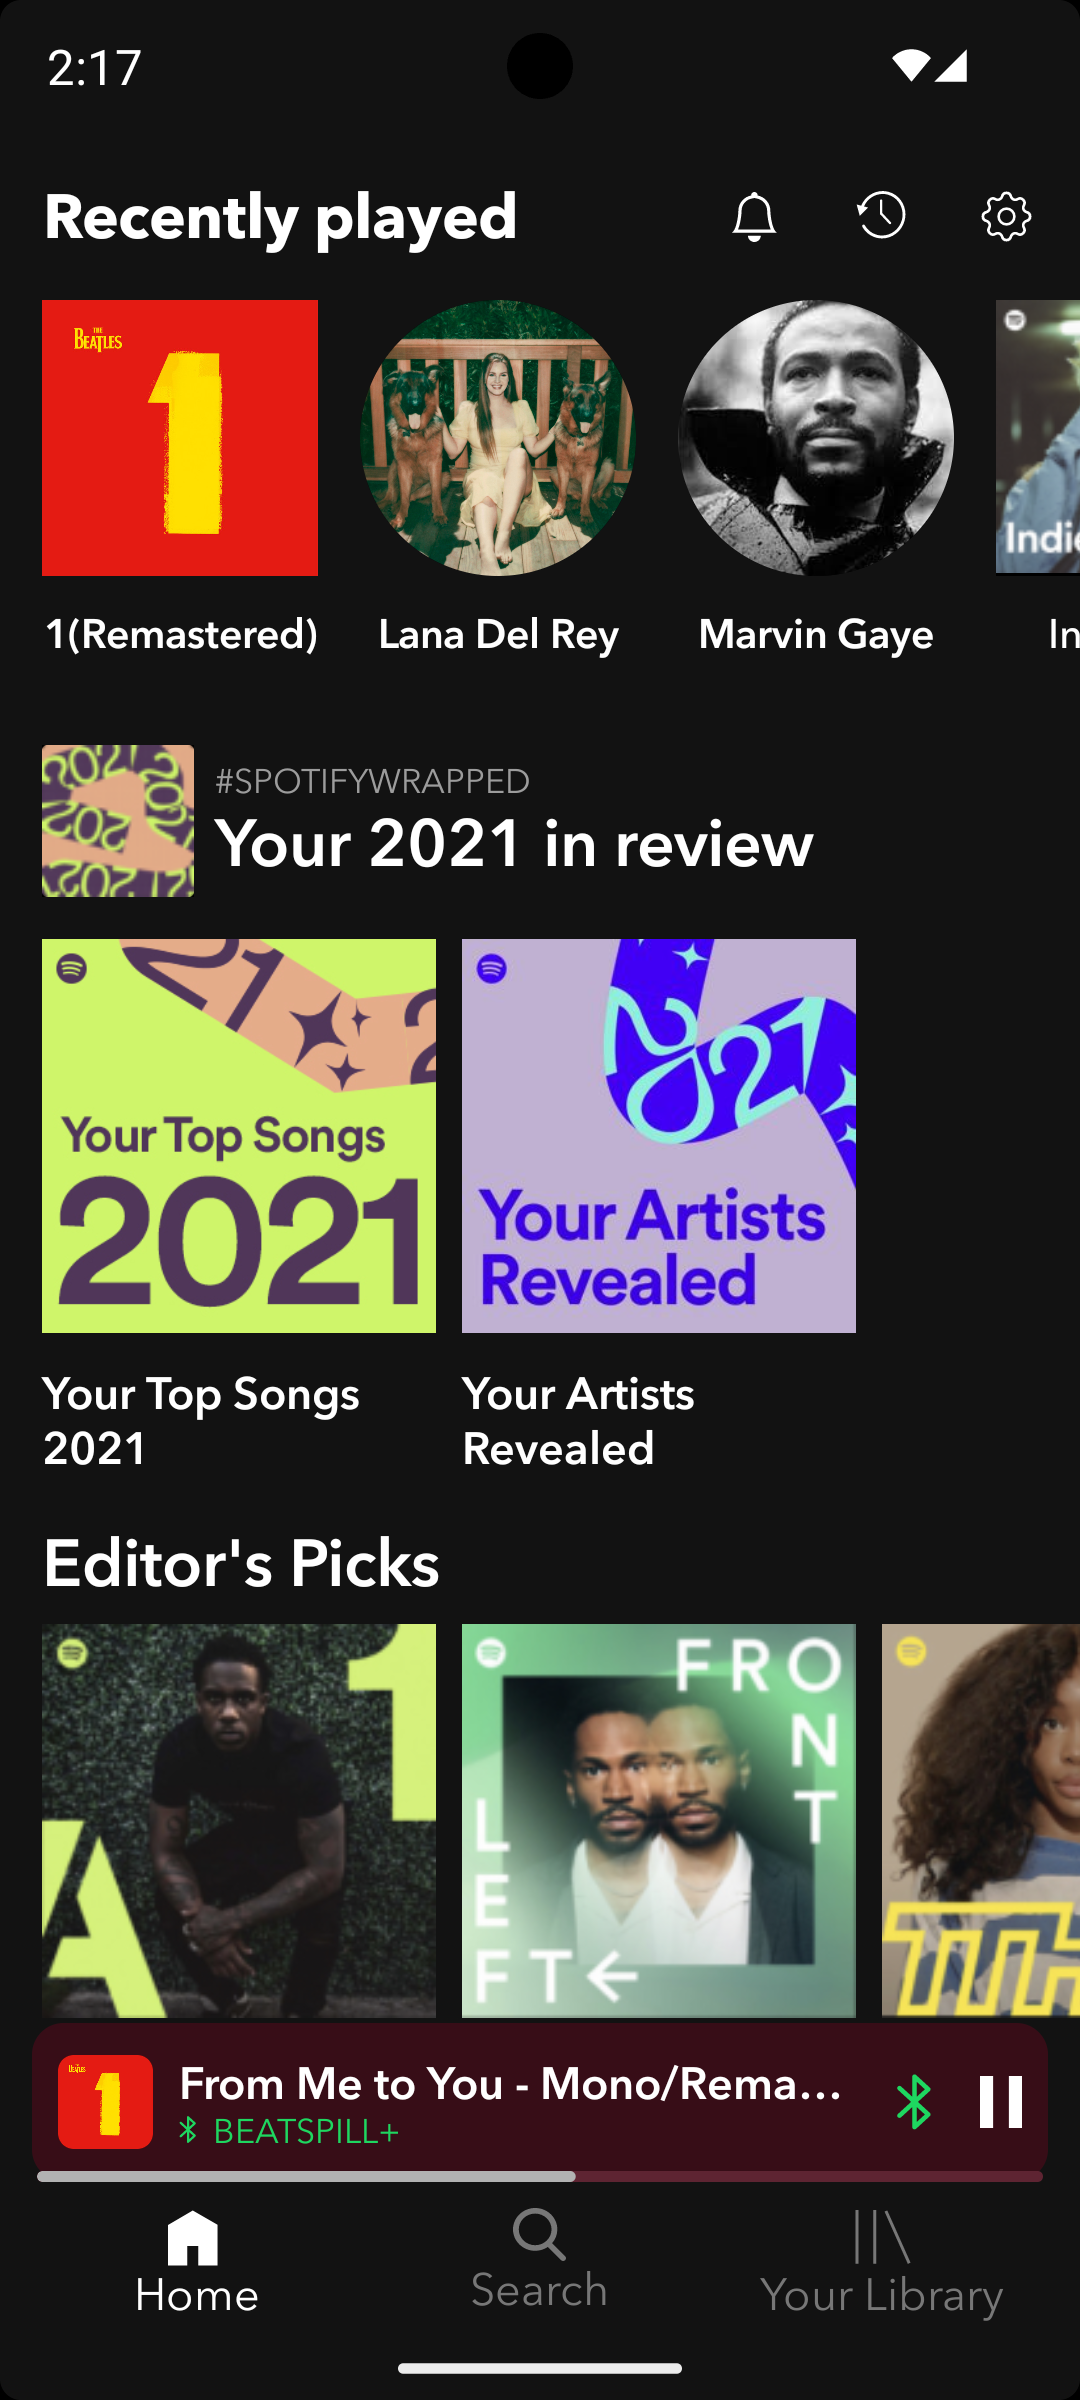 2:17
Recently played
THE
BEATLES
1
Indie
1(Remastered)
Lana Del Rey
Marvin Gaye
In
#SPOTIFYWRAPPED
Your 2021 in review
Your Top Songs
2021
2021
Your Artists
Revealed
Your Top Songs
2021
Your Artists
Revealed
Editor's Picks
FRONT
LEFT
From Me to You - Mono/Rema...
BEATSPILL+
Home
Search
Your Library